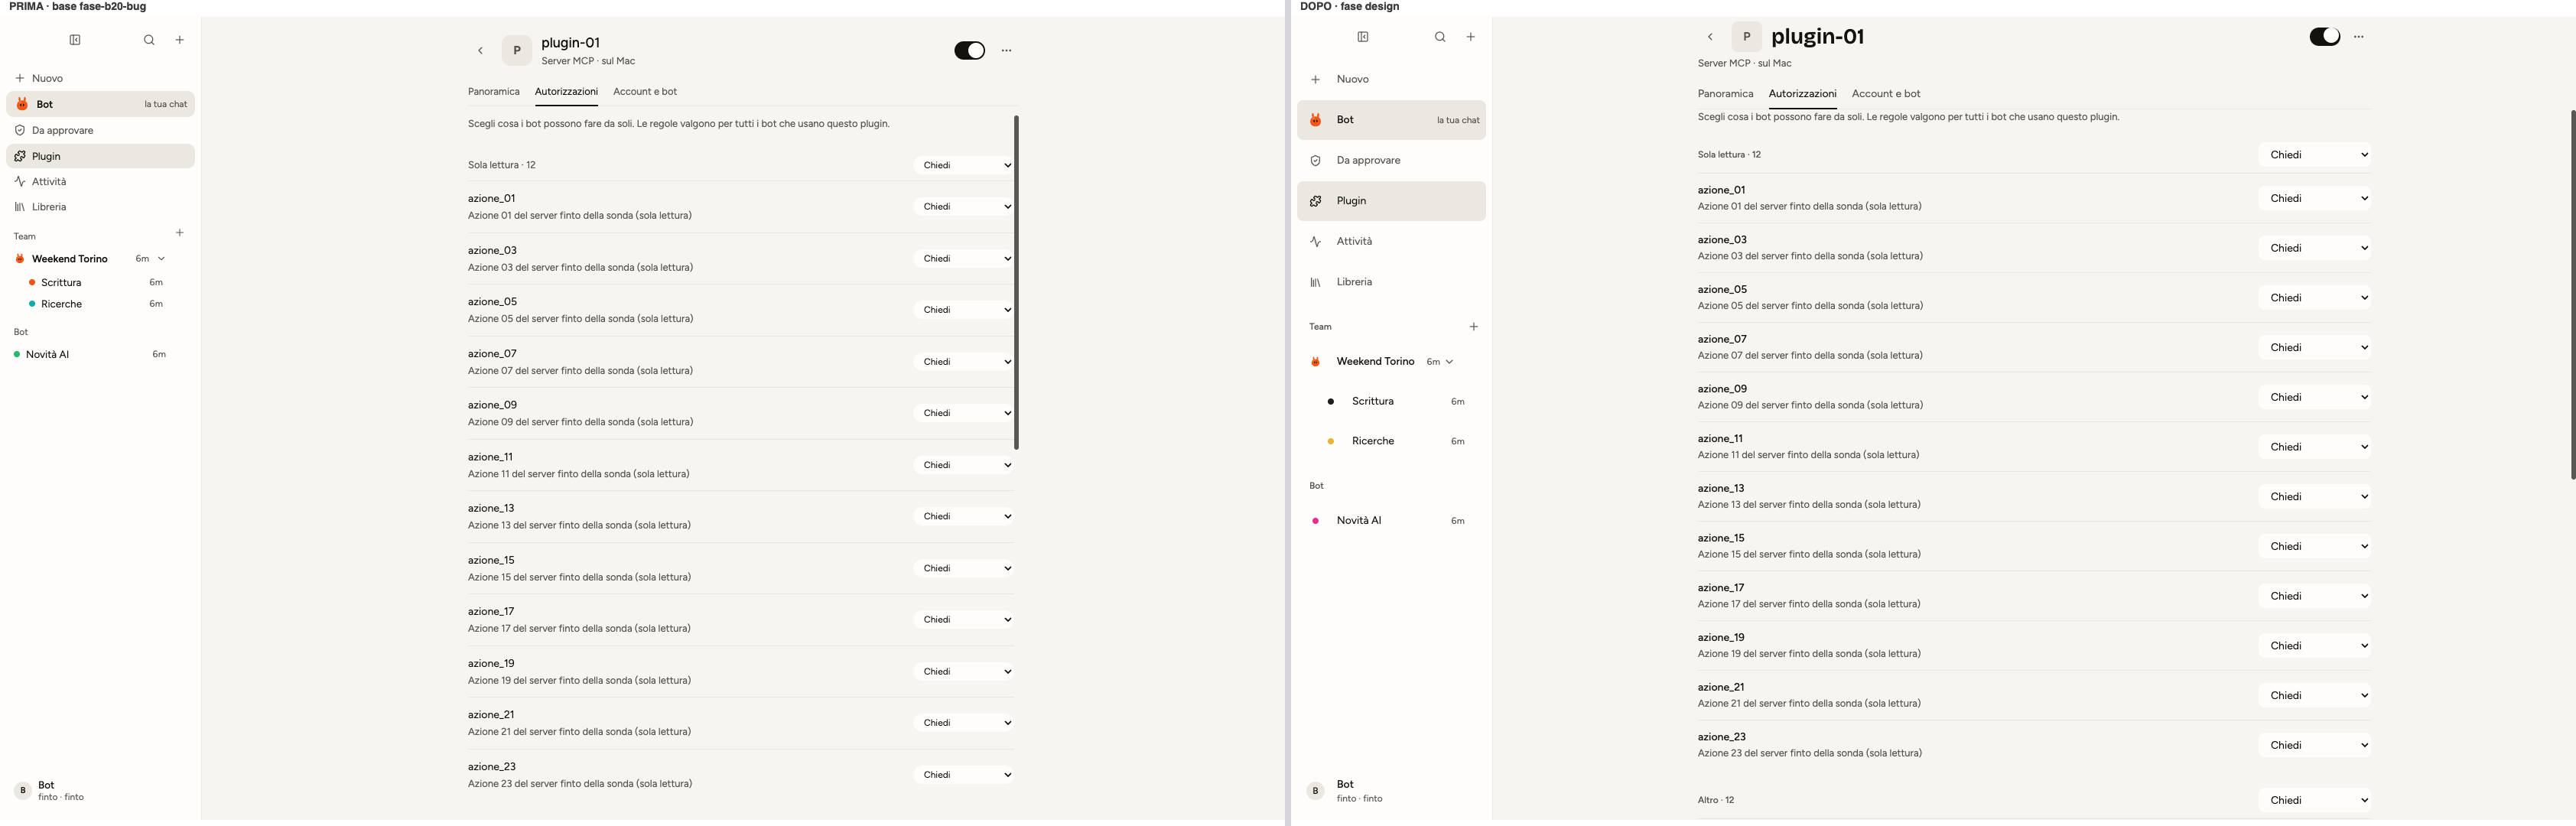 PRIMA · base fase-b20-bug
Nuovo
Bot la tua chat
Da approvare
Plugin
Attività
Libreria
Team
Weekend Torino 6m
Scrittura 6m
Ricerche 6m
Bot
Novità AI 6m
B
Bot
finto · finto
P
plugin-01
Server MCP · sul Mac
Panoramica Autorizzazioni Account e bot
Scegli cosa i bot possono fare da soli. Le regole valgono per tutti i bot che usano questo plugin.
Sola lettura · 12 Chiedi
azione_01
Azione 01 del server finto della sonda (sola lettura) Chiedi
azione_03
Azione 03 del server finto della sonda (sola lettura) Chiedi
azione_05
Azione 05 del server finto della sonda (sola lettura) Chiedi
azione_07
Azione 07 del server finto della sonda (sola lettura) Chiedi
azione_09
Azione 09 del server finto della sonda (sola lettura) Chiedi
azione_11
Azione 11 del server finto della sonda (sola lettura) Chiedi
azione_13
Azione 13 del server finto della sonda (sola lettura) Chiedi
azione_15
Azione 15 del server finto della sonda (sola lettura) Chiedi
azione_17
Azione 17 del server finto della sonda (sola lettura) Chiedi
azione_19
Azione 19 del server finto della sonda (sola lettura) Chiedi
azione_21
Azione 21 del server finto della sonda (sola lettura) Chiedi
azione_23
Azione 23 del server finto della sonda (sola lettura) Chiedi
DOPO · fase design
Nuovo
Bot la tua chat
Da approvare
Plugin
Attività
Libreria
Team
Weekend Torino 6m
Scrittura 6m
Ricerche 6m
Bot
Novità AI 6m
B
Bot
finto · finto
P
plugin-01
Server MCP · sul Mac
Panoramica Autorizzazioni Account e bot
Scegli cosa i bot possono fare da soli. Le regole valgono per tutti i bot che usano questo plugin.
Sola lettura · 12 Chiedi
azione_01
Azione 01 del server finto della sonda (sola lettura) Chiedi
azione_03
Azione 03 del server finto della sonda (sola lettura) Chiedi
azione_05
Azione 05 del server finto della sonda (sola lettura) Chiedi
azione_07
Azione 07 del server finto della sonda (sola lettura) Chiedi
azione_09
Azione 09 del server finto della sonda (sola lettura) Chiedi
azione_11
Azione 11 del server finto della sonda (sola lettura) Chiedi
azione_13
Azione 13 del server finto della sonda (sola lettura) Chiedi
azione_15
Azione 15 del server finto della sonda (sola lettura) Chiedi
azione_17
Azione 17 del server finto della sonda (sola lettura) Chiedi
azione_19
Azione 19 del server finto della sonda (sola lettura) Chiedi
azione_21
Azione 21 del server finto della sonda (sola lettura) Chiedi
azione_23
Azione 23 del server finto della sonda (sola lettura) Chiedi
Altro · 12 Chiedi